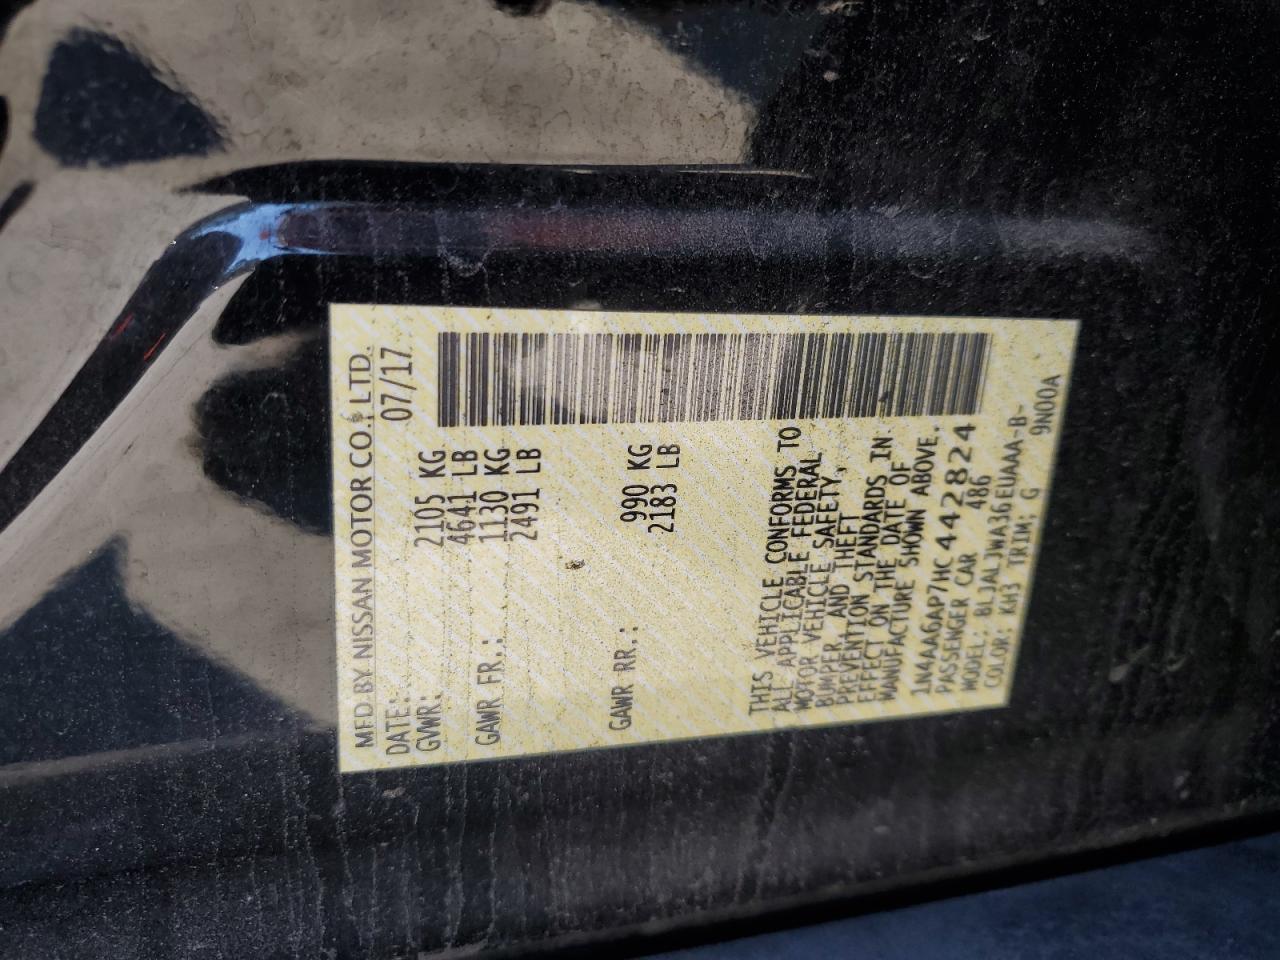 MFD BY NISSAN MOTOR CO., LTD.
DATE: 07/17
GVWR: 2105 KG
4641 LB
GAWR FR.: 1130 KG
2491 LB
GAWR RR.: 990 KG
2183 LB
THIS VEHICLE CONFORMS TO
ALL APPLICABLE FEDERAL
MOTOR VEHICLE SAFETY,
BUMPER, AND THEFT
PREVENTION STANDARDS IN
EFFECT ON THE DATE OF
MANUFACTURE SHOWN ABOVE.
1N4AA6AP7HC442824
PASSENGER CAR 486
MODEL: BLJALJWA36EUAAA-B-
COLOR: KH3 TRIM: G 9N00A